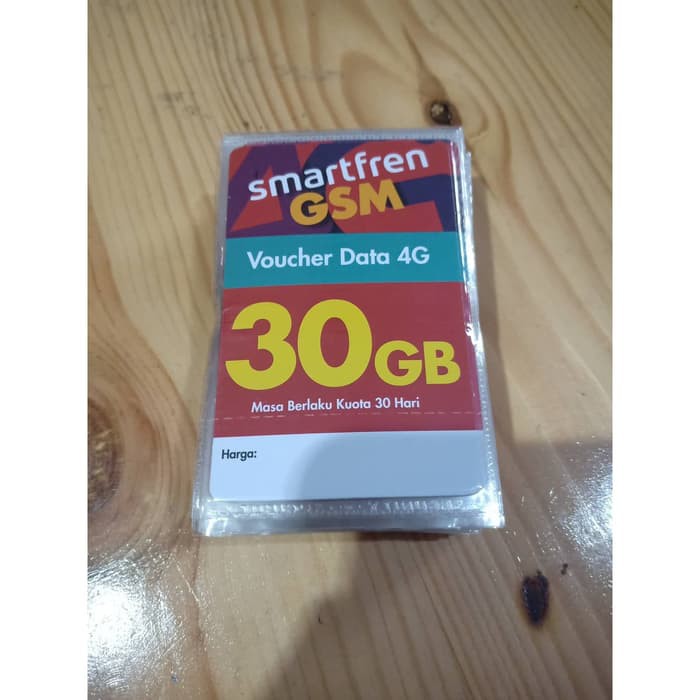 smartfren
GSM
Voucher Data 4G
30GB
Masa Berlaku Kuota 30 Hari
Harga: